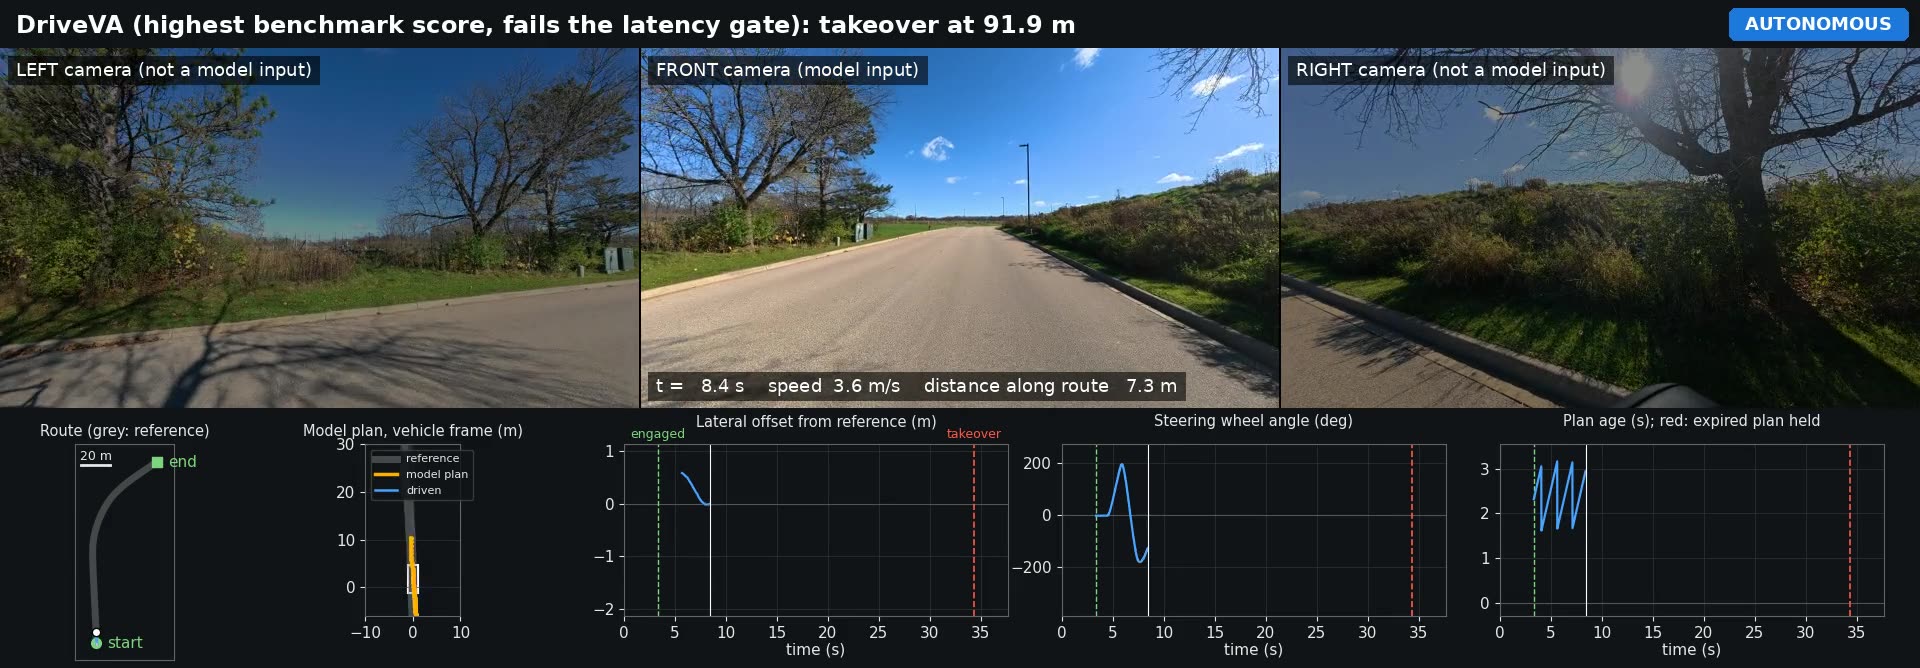 DriveVA (highest benchmark score, fails the latency gate): takeover at 91.9 m
AUTONOMOUS
LEFT camera (not a model input)
FRONT camera (model input)
RIGHT camera (not a model input)
t = 8.4 s speed 3.6 m/s distance along route 7.3 m
Route (grey: reference)
20 m
end
start
Model plan, vehicle frame (m)
reference
model plan
driven
30
20
10
0
−10 0 10
Lateral offset from reference (m)
engaged
takeover
1
0
−1
−2
0 5 10 15 20 25 30 35
time (s)
Steering wheel angle (deg)
200
0
−200
0 5 10 15 20 25 30 35
time (s)
Plan age (s); red: expired plan held
3
2
1
0
0 5 10 15 20 25 30 35
time (s)